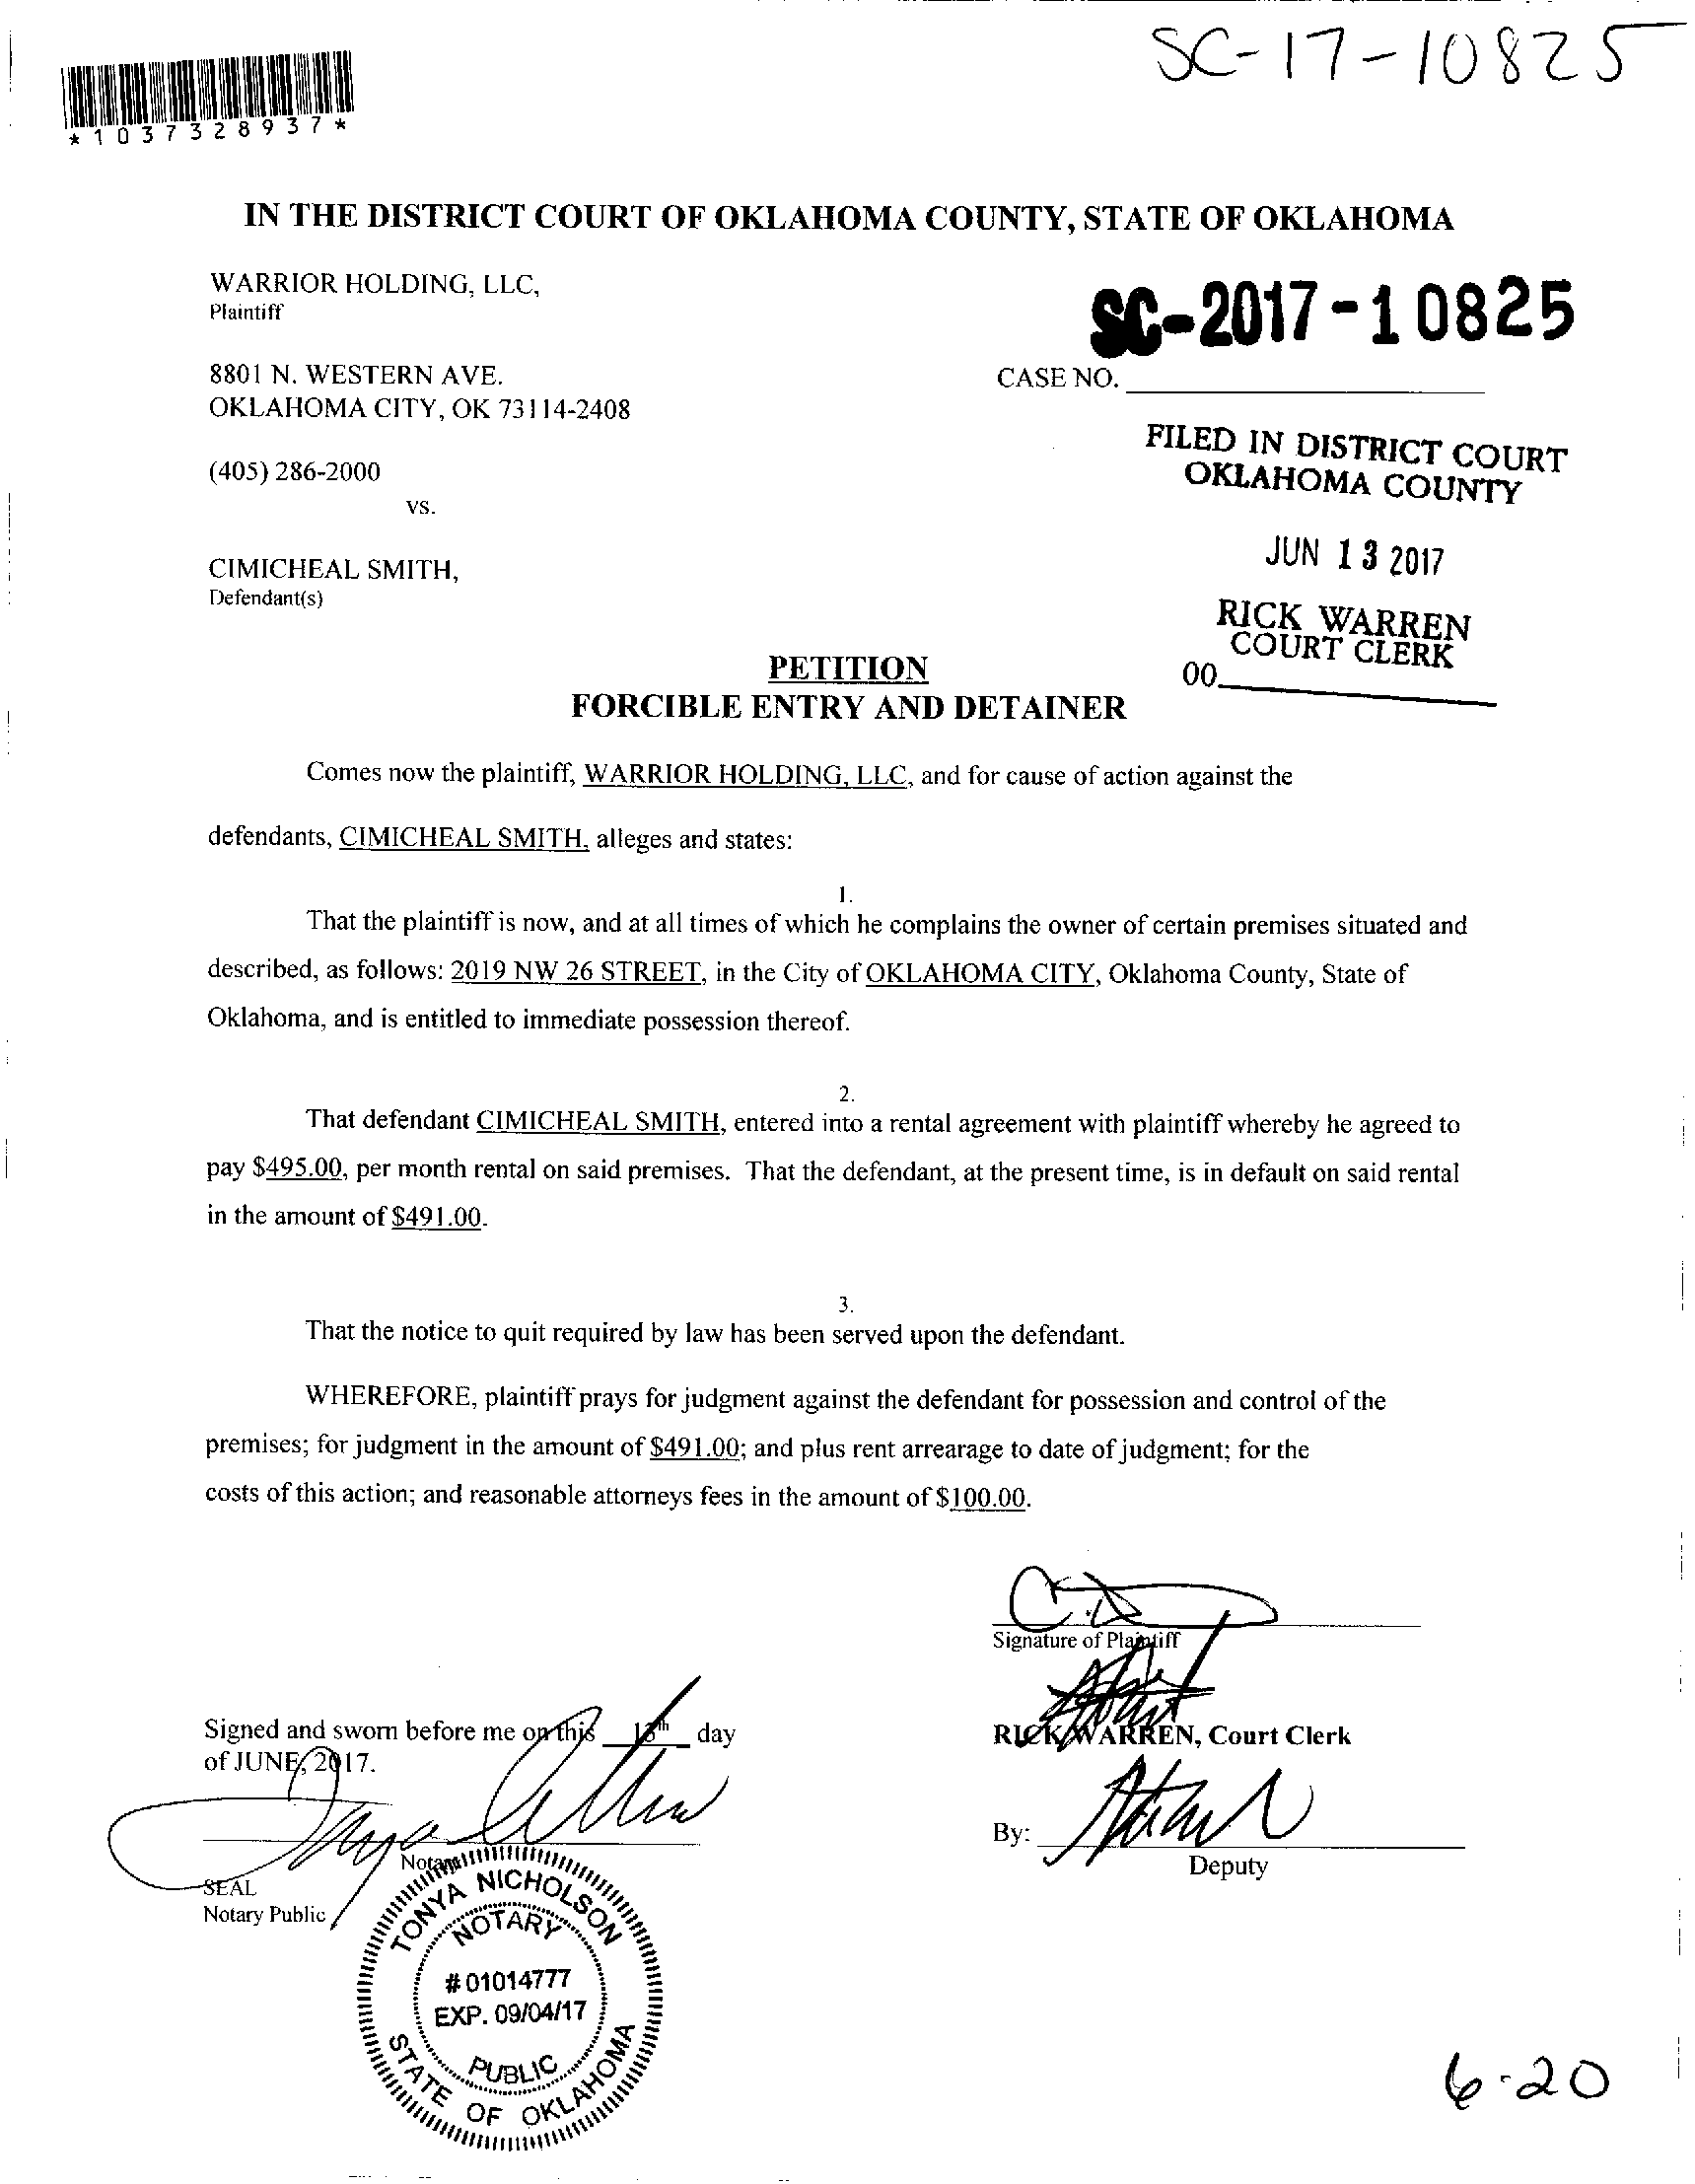 SC-17-10825
*1037328937*
IN THE DISTRICT COURT OF OKLAHOMA COUNTY, STATE OF OKLAHOMA
WARRIOR HOLDING, LLC,
Plaintiff
SC-2017-10825
8801 N. WESTERN AVE.
CASE NO.
OKLAHOMA CITY, OK 73114-2408
FILED IN DISTRICT COURT
OKLAHOMA COUNTY
(405) 286-2000
vs.
JUN 13 2017
CIMICHEAL SMITH,
Defendant(s)
RICK WARREN
COURT CLERK
00
PETITION
FORCIBLE ENTRY AND DETAINER
Comes now the plaintiff, WARRIOR HOLDING, LLC, and for cause of action against the
defendants, CIMICHEAL SMITH, alleges and states:
1.
That the plaintiff is now, and at all times of which he complains the owner of certain premises situated and
described, as follows: 2019 NW 26 STREET, in the City of OKLAHOMA CITY, Oklahoma County, State of
Oklahoma, and is entitled to immediate possession thereof.
2.
That defendant CIMICHEAL SMITH, entered into a rental agreement with plaintiff whereby he agreed to
pay $495.00, per month rental on said premises. That the defendant, at the present time, is in default on said rental
in the amount of $491.00.
3.
That the notice to quit required by law has been served upon the defendant.
WHEREFORE, plaintiff prays for judgment against the defendant for possession and control of the
premises; for judgment in the amount of $491.00; and plus rent arrearage to date of judgment; for the
costs of this action; and reasonable attorneys fees in the amount of $100.00.
Signature of Plaintiff
Signed and sworn before me on this 13th day
of JUNE, 2017.
RICK WARREN, Court Clerk
By:
Deputy
Notary
SEAL
Notary Public
TONYA NICHOLSON
NOTARY
#01014777
EXP. 09/04/17
PUBLIC
STATE OF OKLAHOMA
6-20